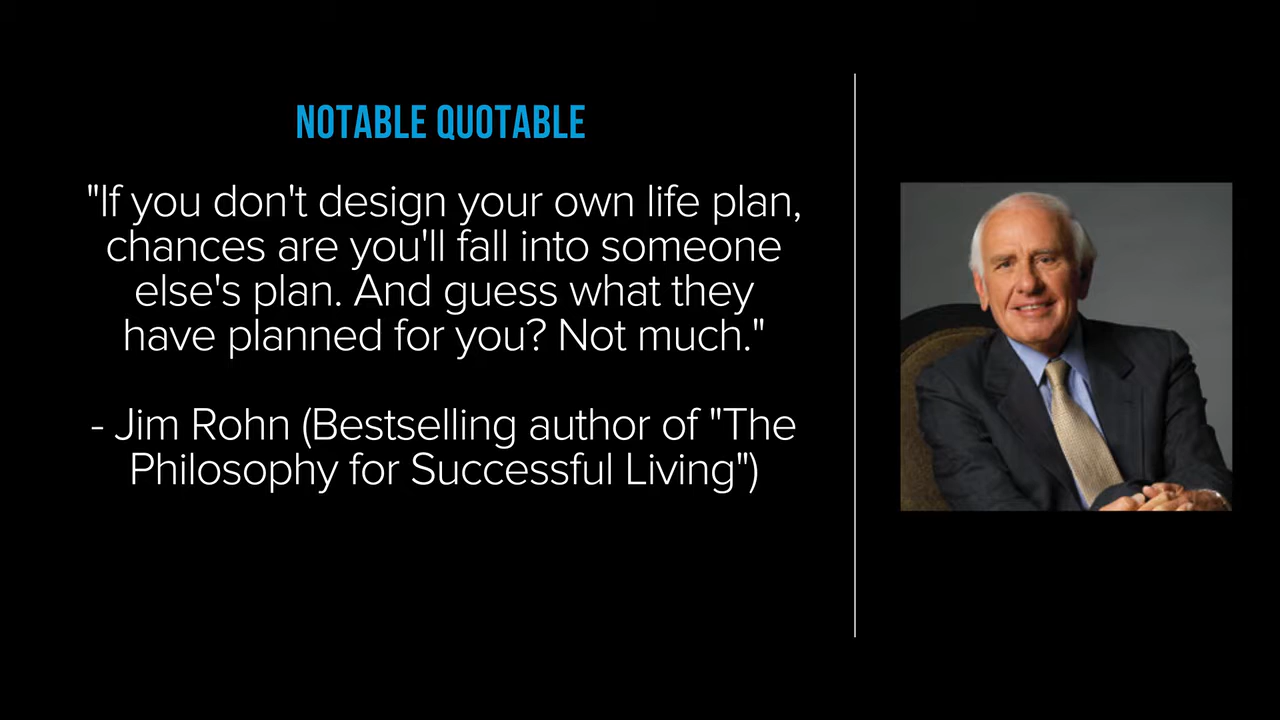 NOTABLE QUOTABLE
"If you don't design your own life plan,
chances are you'll fall into someone
else's plan. And guess what they
have planned for you? Not much."
- Jim Rohn (Bestselling author of "The
Philosophy for Successful Living")